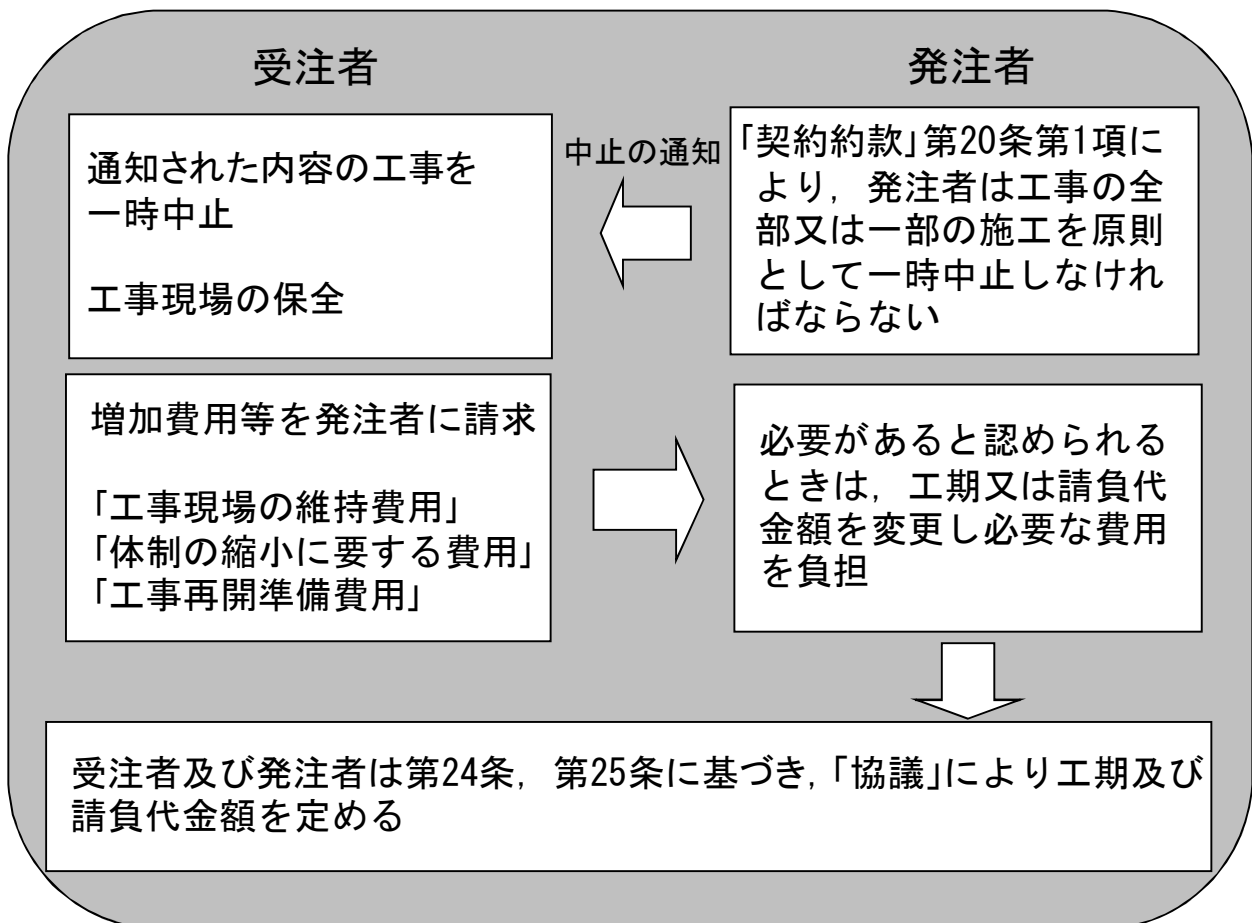 受注者
発注者
通知された内容の工事を
一時中止
工事現場の保全
中止の通知
「契約約款」第20条第1項に
より，発注者は工事の全
部又は一部の施工を原則
として一時中止しなけれ
ばならない
増加費用等を発注者に請求
「工事現場の維持費用」
「体制の縮小に要する費用」
「工事再開準備費用」
必要があると認められる
ときは，工期又は請負代
金額を変更し必要な費用
を負担
受注者及び発注者は第24条，第25条に基づき，「協議」により工期及び
請負代金額を定める